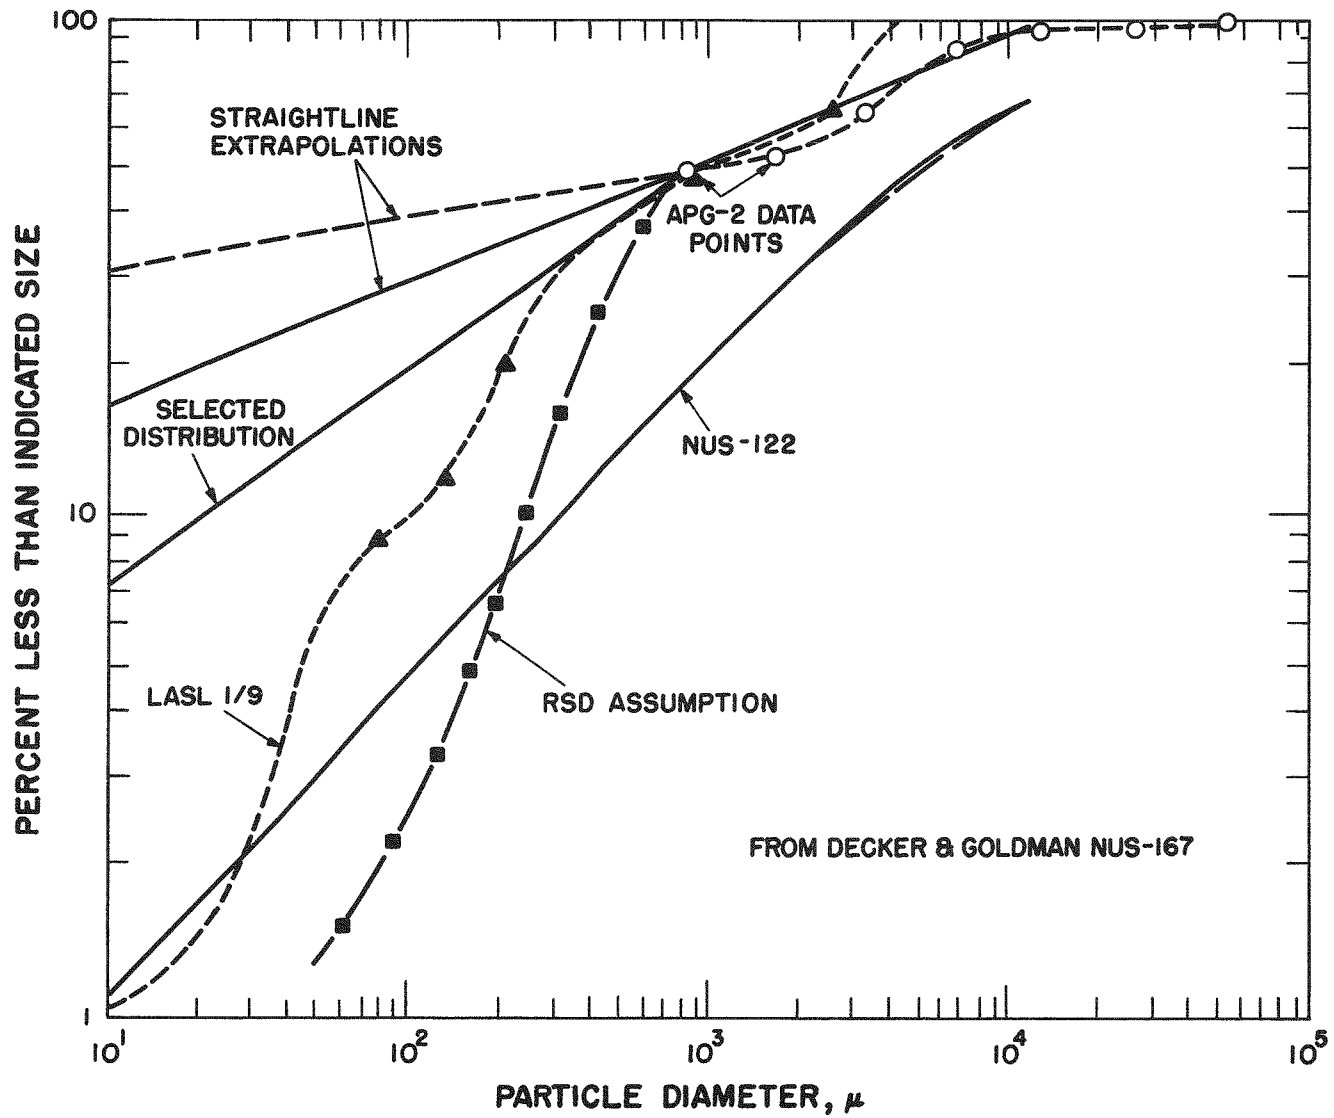 100
STRAIGHTLINE
EXTRAPOLATIONS
APG-2 DATA
POINTS
SELECTED
DISTRIBUTION
NUS-122
10
LASL 1/9
RSD ASSUMPTION
FROM DECKER & GOLDMAN NUS-167
1
10¹ 10² 10³ 10⁴ 10⁵
PARTICLE DIAMETER, μ
PERCENT LESS THAN INDICATED SIZE